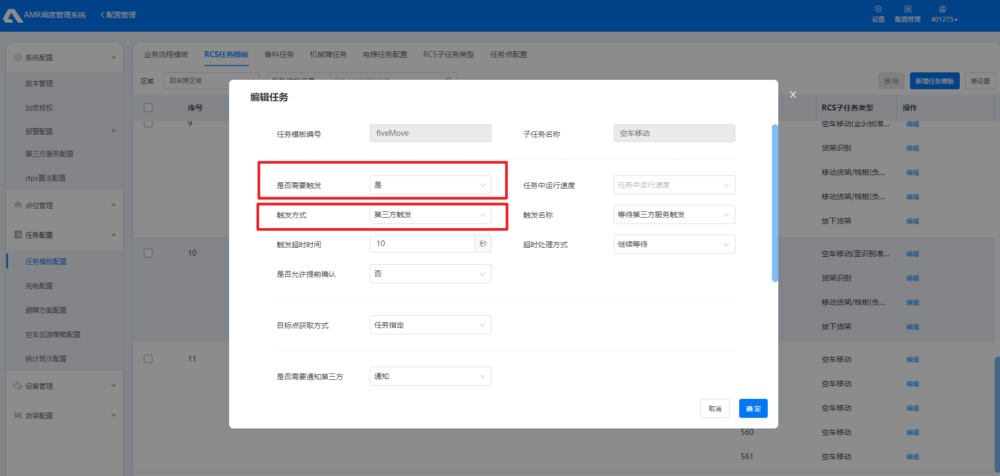 AMR调度管理系统
配置管理
设置
配置管理
401275
系统配置
版本管理
加密授权
报警配置
第三方服务配置
rtps算法配置
点位管理
任务配置
任务模板配置
充电配置
避障方案配置
空车巡游策略配置
统计班次配置
设备管理
货架配置
业务流程模板
RCS任务模板
备料任务
机械臂任务
电梯任务配置
RCS子任务类型
任务点配置
区域
阳丰跨区域
任务模板编号
删 除
新增任务模板
表设置
序号
RCS子任务类型
操作
9
空车移动(至识别准...
编辑
货架识别
编辑
移动货架/栈板(负...
编辑
移动货架/栈板(负...
编辑
放下货架
编辑
10
空车移动(至识别准...
编辑
货架识别
编辑
移动货架/栈板(负...
编辑
放下货架
编辑
11
空车移动
编辑
空车移动
编辑
空车移动
编辑
560
空车移动
编辑
561
空车移动
编辑
编辑任务
X
任务模板编号
fiveMove
子任务名称
空车移动
是否需要触发
是
任务中运行速度
任务中运行速度
触发方式
第三方触发
触发名称
等待第三方服务触发
触发超时时间
10
秒
超时处理方式
继续等待
是否允许提前确认
否
目标点获取方式
任务指定
是否需要通知第三方
通知
取消
确 定